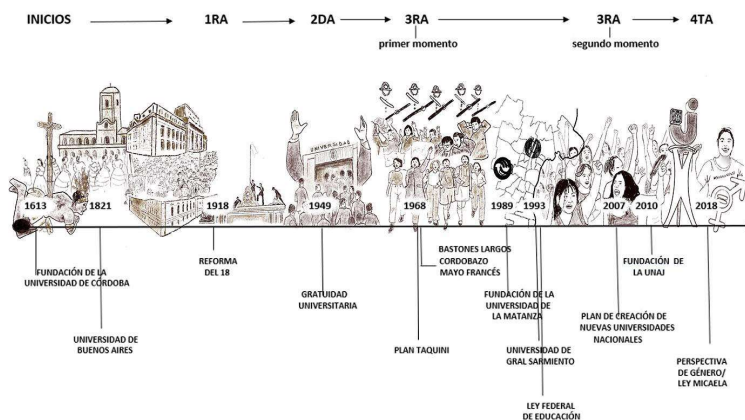 INICIOS
1RA
2DA
3RA
3RA
4TA
primer momento
segundo momento
UNIVERSIDAD
1613
1821
1918
1949
1968
1989
1993
2007
2010
2018
FUNDACIÓN DE LA
UNIVERSIDAD DE CÓRDOBA
UNIVERSIDAD DE
BUENOS AIRES
REFORMA
DEL 18
GRATUIDAD
UNIVERSITARIA
BASTONES LARGOS
CORDOBAZO
MAYO FRANCÉS
PLAN TAQUINI
FUNDACIÓN DE LA
UNIVERSIDAD DE
LA MATANZA
UNIVERSIDAD DE
GRAL SARMIENTO
LEY FEDERAL
DE EDUCACIÓN
PLAN DE CREACIÓN DE
NUEVAS UNIVERSIDADES
NACIONALES
FUNDACIÓN DE
LA UNAJ
PERSPECTIVA
DE GÉNERO/
LEY MICAELA